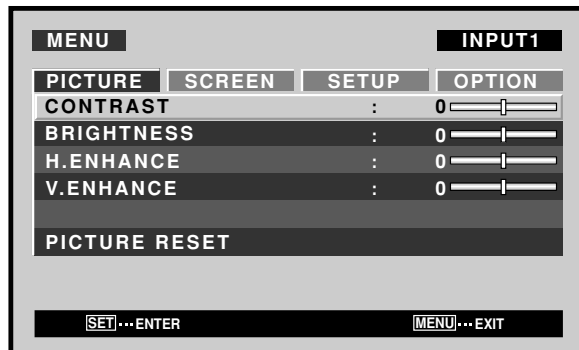 MENU INPUT1
PICTURE SCREEN SETUP OPTION
CONTRAST : 0
BRIGHTNESS : 0
H.ENHANCE : 0
V.ENHANCE : 0
PICTURE RESET
SET···ENTER MENU···EXIT